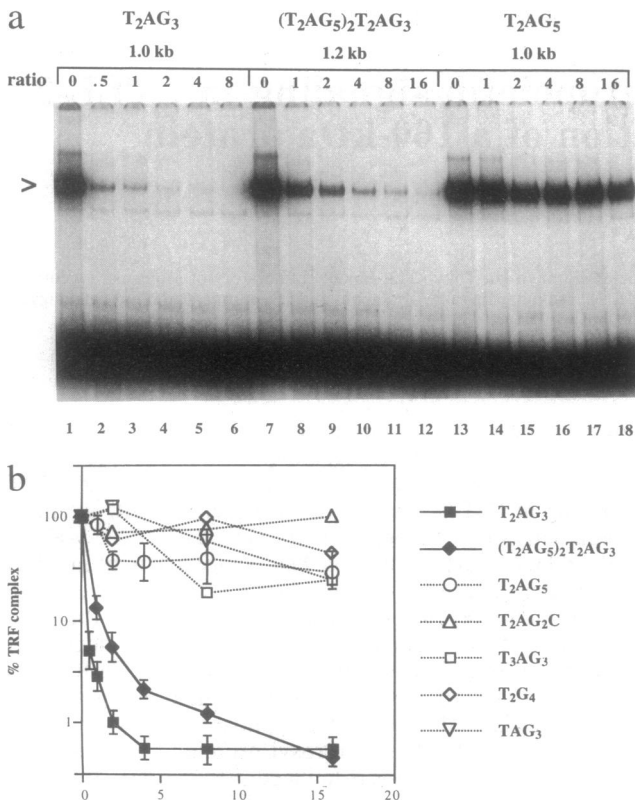 a
T₂AG₃ (T₂AG₅)₂T₂AG₃ T₂AG₅
1.0 kb 1.2 kb 1.0 kb
ratio 0 .5 1 2 4 8 0 1 2 4 8 16 0 1 2 4 8 16
>
1 2 3 4 5 6 7 8 9 10 11 12 13 14 15 16 17 18
b
100
10
1
% TRF complex
0 5 10 15 20
T₂AG₃
(T₂AG₅)₂T₂AG₃
T₂AG₅
T₂AG₂C
T₃AG₃
T₂G₄
TAG₃